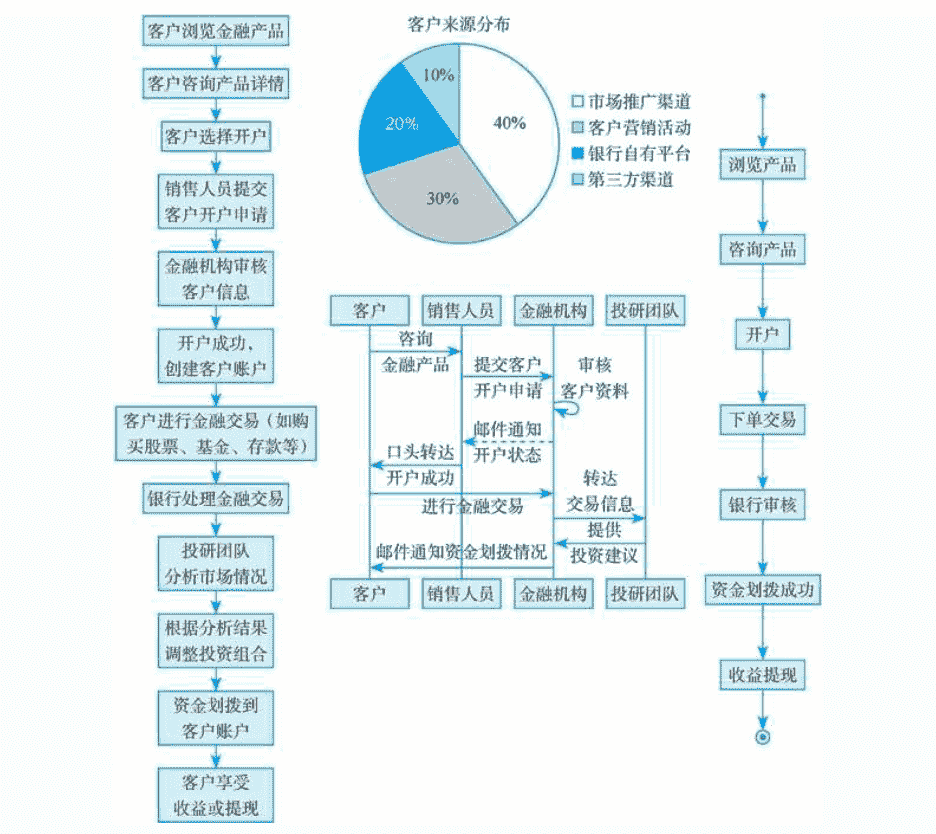 客户浏览金融产品
客户咨询产品详情
客户选择开户
销售人员提交
客户开户申请
金融机构审核
客户信息
开户成功、
创建客户账户
客户进行金融交易（如购
买股票、基金、存款等）
银行处理金融交易
投研团队
分析市场情况
根据分析结果
调整投资组合
资金划拨到
客户账户
客户享受
收益或提现
客户来源分布
10%
40%
20%
30%
市场推广渠道
客户营销活动
银行自有平台
第三方渠道
客户
销售人员
金融机构
投研团队
咨询
金融产品
提交客户
开户申请
审核
客户资料
邮件通知
开户状态
口头转达
开户成功
进行金融交易
转达
交易信息
提供
投资建议
邮件通知资金划拨情况
客户
销售人员
金融机构
投研团队
浏览产品
咨询产品
开户
下单交易
银行审核
资金划拨成功
收益提现